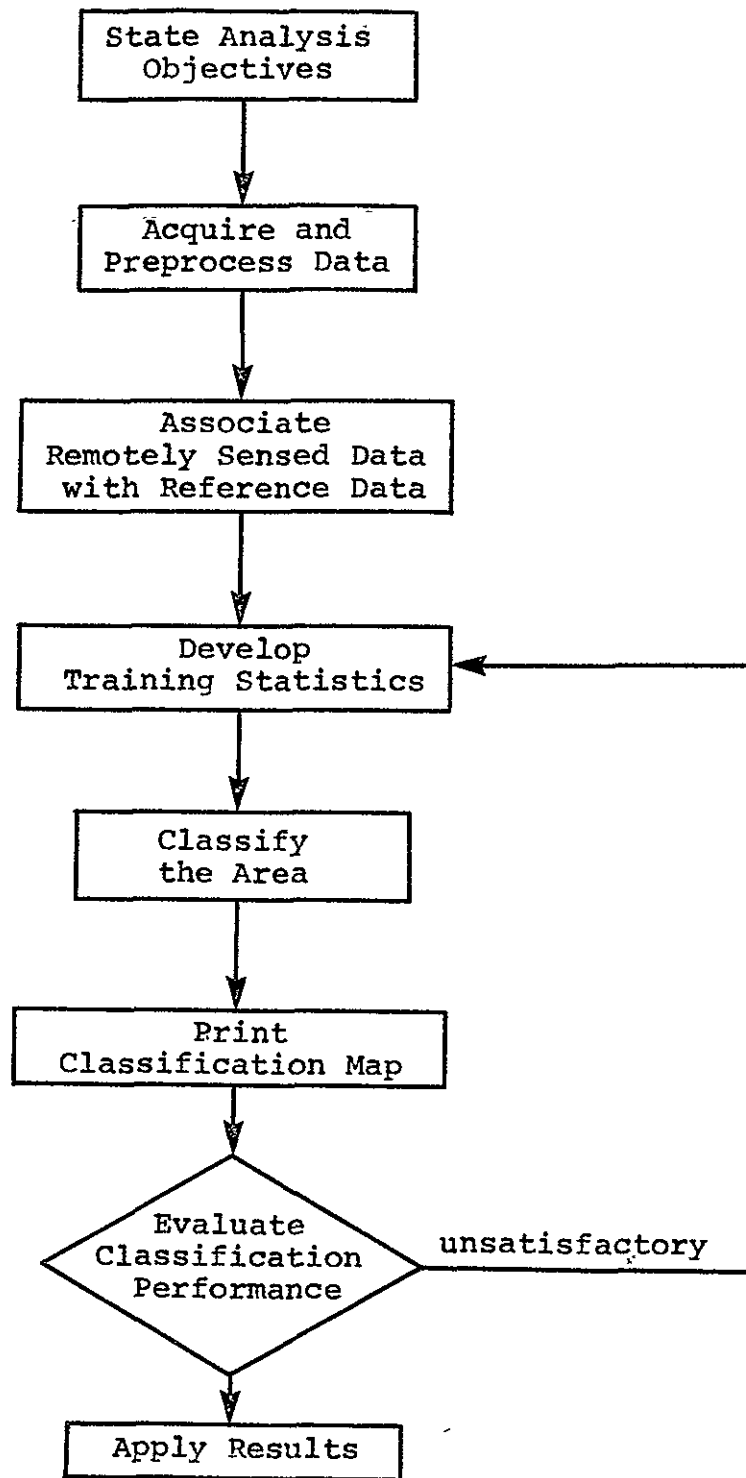 State Analysis
Objectives
Acquire and
Preprocess Data
Associate
Remotely Sensed Data
with Reference Data
Develop
Training Statistics
Classify
the Area
Print
Classification Map
Evaluate
Classification
Performance
unsatisfactory
Apply Results